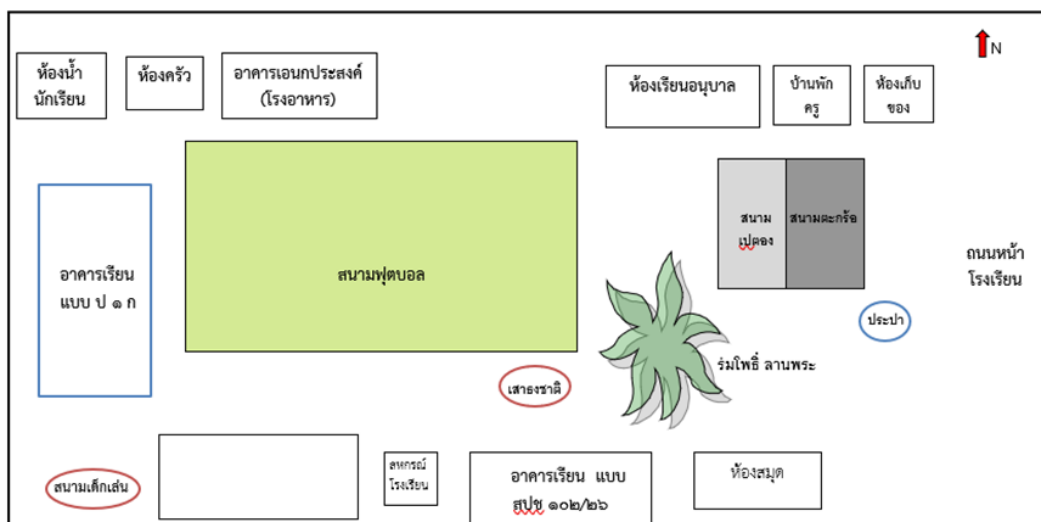 N
ห้องน้ำ
นักเรียน
ห้องครัว
อาคารเอนกประสงค์
(โรงอาหาร)
ห้องเรียนอนุบาล
บ้านพัก
ครู
ห้องเก็บ
ของ
อาคารเรียน
แบบ ป ๑ ก
สนามฟุตบอล
สนาม
เปตอง
สนามตะกร้อ
ถนนหน้า
โรงเรียน
ประปา
ร่มโพธิ์ ลานพระ
เสาธงชาติ
สนามเด็กเล่น
สหกรณ์
โรงเรียน
อาคารเรียน แบบ
สปช ๑๐๒/๒๖
ห้องสมุด